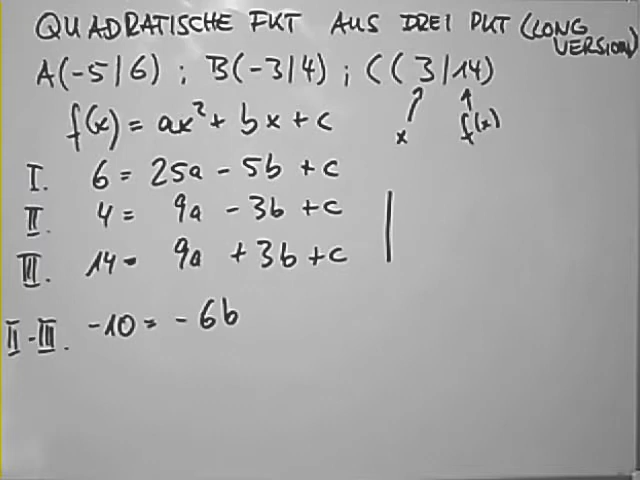 QUADRATISCHE FKT AUS DREI PKT (LONG VERSION)
A(-5|6) ; B(-3|4) ; C(3|14)
x f(x)
f(x) = ax² + bx + c
I. 6 = 25a - 5b + c
II. 4 = 9a - 3b + c
III. 14 = 9a + 3b + c
II-III. -10 = -6b